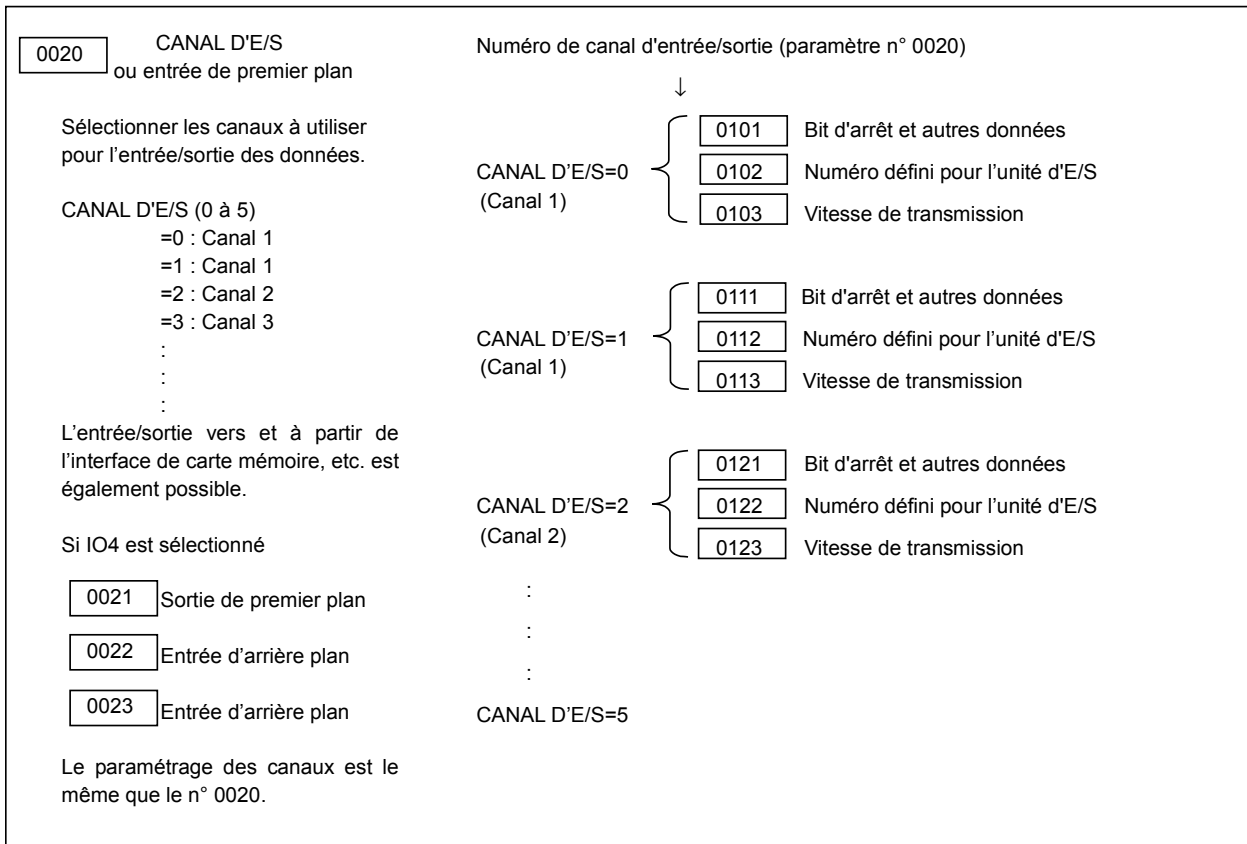 0020
CANAL D'E/S
ou entrée de premier plan
Sélectionner les canaux à utiliser
pour l’entrée/sortie des données.
CANAL D'E/S (0 à 5)
=0 : Canal 1
=1 : Canal 1
=2 : Canal 2
=3 : Canal 3
:
:
:
L’entrée/sortie vers et à partir de
l’interface de carte mémoire, etc. est
également possible.
Si IO4 est sélectionné
0021 Sortie de premier plan
0022 Entrée d’arrière plan
0023 Entrée d’arrière plan
Le paramétrage des canaux est le
même que le n° 0020.
Numéro de canal d'entrée/sortie (paramètre n° 0020)
↓
CANAL D’E/S=0
(Canal 1)
0101 Bit d'arrêt et autres données
0102 Numéro défini pour l’unité d'E/S
0103 Vitesse de transmission
CANAL D’E/S=1
(Canal 1)
0111 Bit d'arrêt et autres données
0112 Numéro défini pour l’unité d'E/S
0113 Vitesse de transmission
CANAL D’E/S=2
(Canal 2)
0121 Bit d'arrêt et autres données
0122 Numéro défini pour l’unité d'E/S
0123 Vitesse de transmission
:
:
:
CANAL D’E/S=5